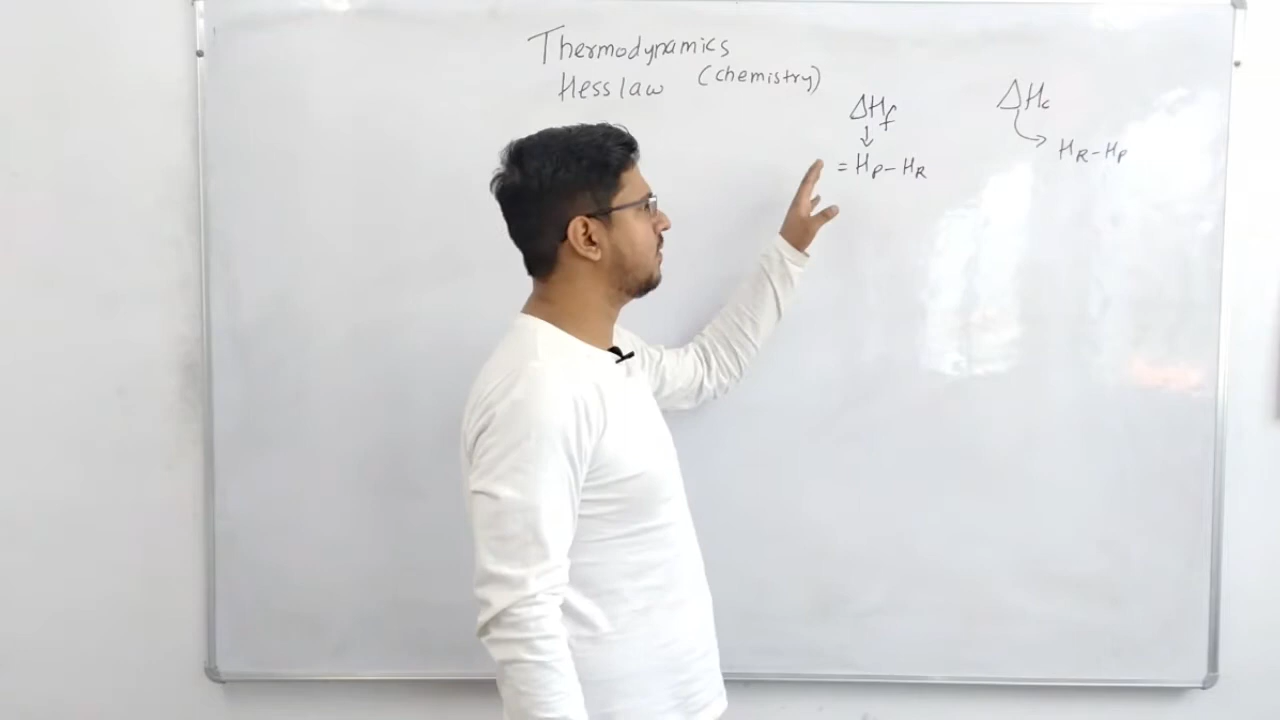 Thermodynamics
Hess law (chemistry)
ΔHf
↓
= HP - HR
ΔHc
→ HR - HP